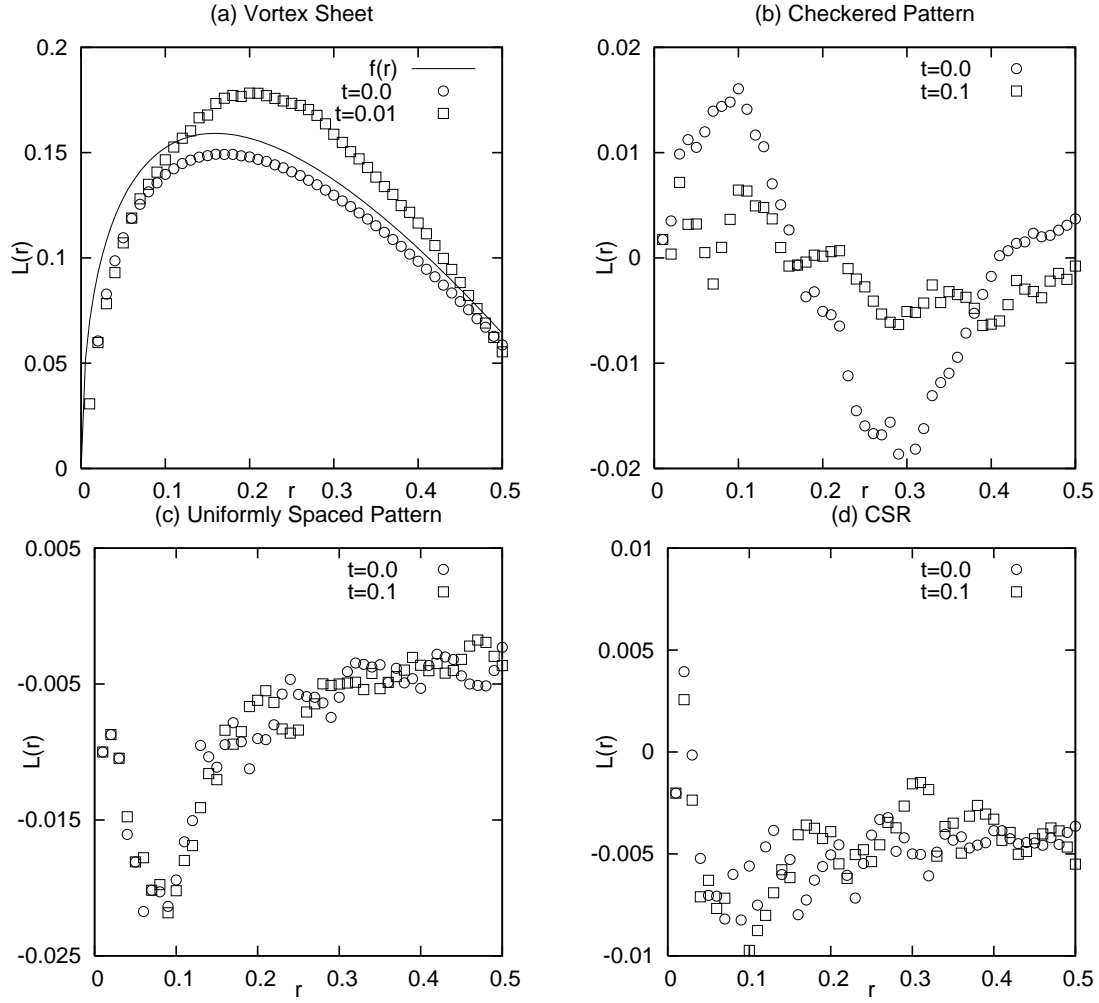 (a) Vortex Sheet
0.2
0.15
0.1
0.05
0
L(r)
f(r)
t=0.0
t=0.01
0 0.1 0.2 0.3 0.4 0.5
r
(b) Checkered Pattern
0.02
0.01
0
-0.01
-0.02
L(r)
t=0.0
t=0.1
0 0.1 0.2 0.3 0.4 0.5
r
(c) Uniformly Spaced Pattern
0.005
-0.005
-0.015
-0.025
L(r)
t=0.0
t=0.1
0 0.1 0.2 0.3 0.4 0.5
r
(d) CSR
0.01
0.005
0
-0.005
-0.01
L(r)
t=0.0
t=0.1
0 0.1 0.2 0.3 0.4 0.5
r